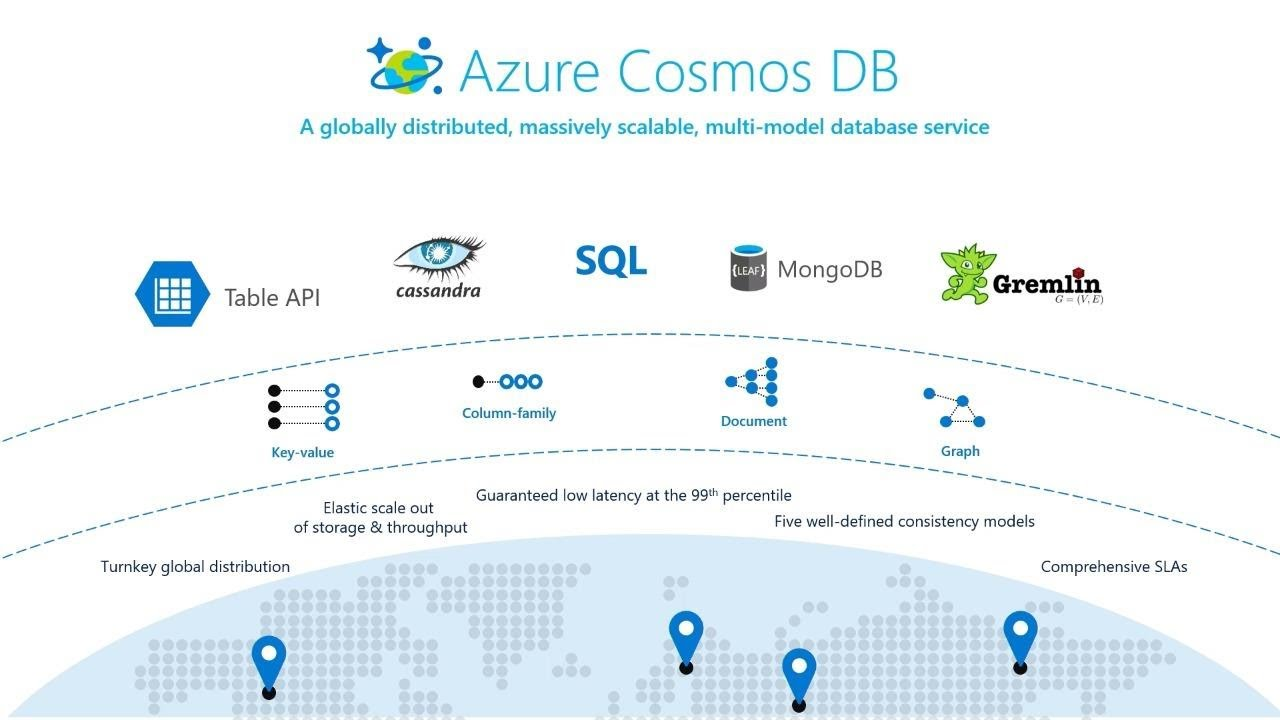 Azure Cosmos DB
A globally distributed, massively scalable, multi-model database service
Table API
cassandra
SQL
{LEAF}
MongoDB
Gremlin
G = (V, E)
Key-value
Column-family
Document
Graph
Turnkey global distribution
Elastic scale out
of storage & throughput
Guaranteed low latency at the 99th percentile
Five well-defined consistency models
Comprehensive SLAs